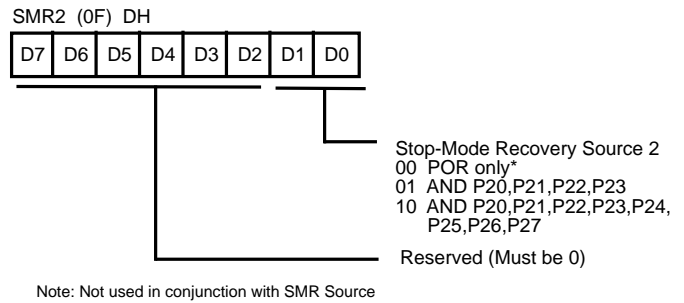 SMR2 (0F) DH
D7 D6 D5 D4 D3 D2 D1 D0
Stop-Mode Recovery Source 2
00 POR only*
01 AND P20,P21,P22,P23
10 AND P20,P21,P22,P23,P24,
P25,P26,P27
Reserved (Must be 0)
Note: Not used in conjunction with SMR Source